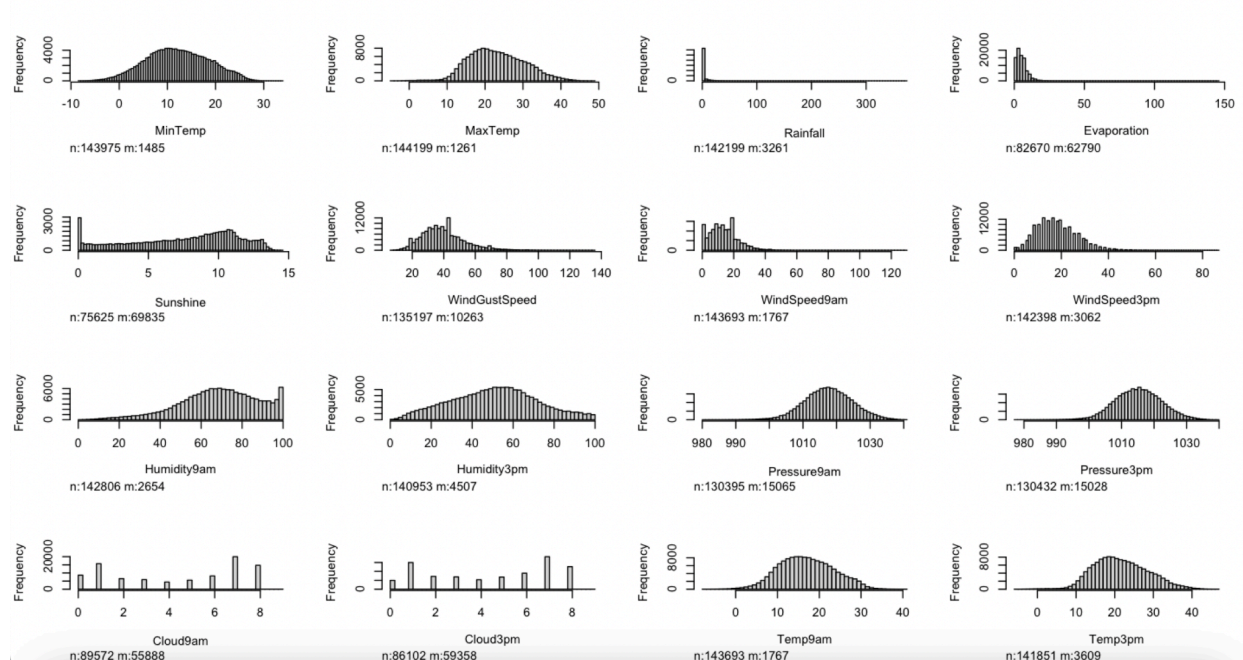 Frequency
0 4000
-10 0 10 20 30
MinTemp
n:143975 m:1485
Frequency
0 8000
0 10 20 30 40 50
MaxTemp
n:144199 m:1261
Frequency
0
0 100 200 300
Rainfall
n:142199 m:3261
Frequency
0 20000
0 50 100 150
Evaporation
n:82670 m:62790
Frequency
0 3000
0 5 10 15
Sunshine
n:75625 m:69835
Frequency
0 12000
20 40 60 80 100 120 140
WindGustSpeed
n:135197 m:10263
Frequency
0
0 20 40 60 80 100 120
WindSpeed9am
n:143693 m:1767
Frequency
0 12000
0 20 40 60 80
WindSpeed3pm
n:142398 m:3062
Frequency
0 6000
0 20 40 60 80 100
Humidity9am
n:142806 m:2654
Frequency
0 5000
0 20 40 60 80 100
Humidity3pm
n:140953 m:4507
Frequency
0
980 990 1010 1030
Pressure9am
n:130395 m:15065
Frequency
0
980 990 1010 1030
Pressure3pm
n:130432 m:15028
Frequency
0 20000
0 2 4 6 8
Cloud9am
n:89572 m:55888
Frequency
0
0 2 4 6 8
Cloud3pm
n:86102 m:59358
Frequency
0 8000
0 10 20 30 40
Temp9am
n:143693 m:1767
Frequency
0 8000
0 10 20 30 40
Temp3pm
n:141851 m:3609